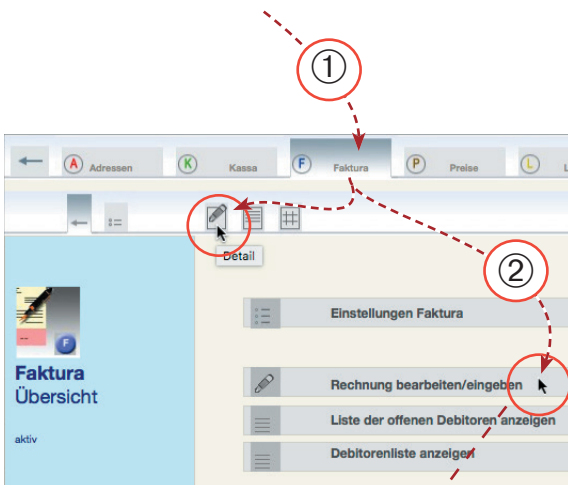 ①
A Adressen K Kassa F Faktura P Preise L L
Detail
②
Einstellungen Faktura
F
Faktura
Übersicht
Rechnung bearbeiten/eingeben
Liste der offenen Debitoren anzeigen
aktiv
Debitorenliste anzeigen